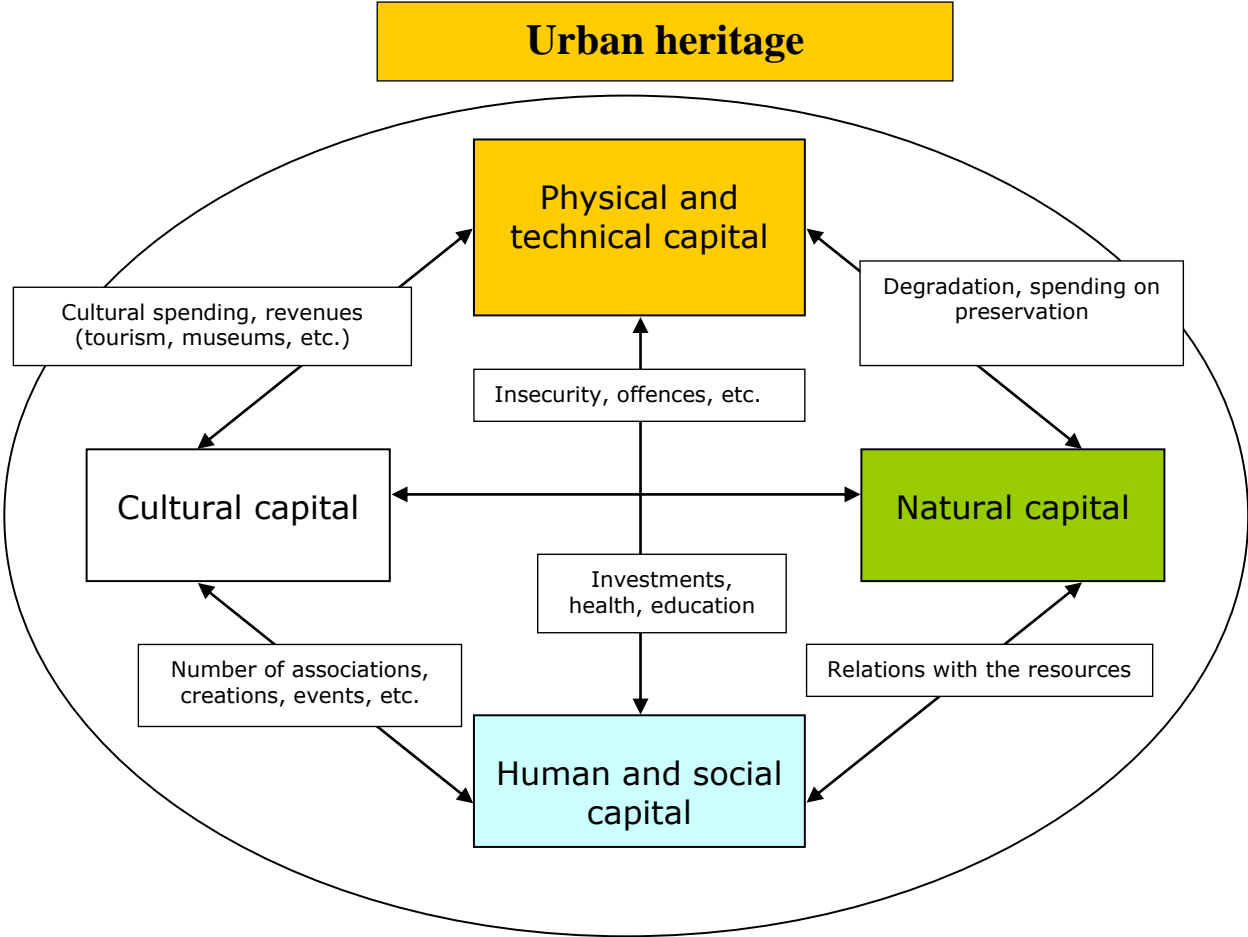 Urban heritage
Physical and
technical capital
Cultural spending, revenues
(tourism, museums, etc.)
Degradation, spending on
preservation
Insecurity, offences, etc.
Cultural capital
Natural capital
Investments,
health, education
Number of associations,
creations, events, etc.
Relations with the resources
Human and social
capital